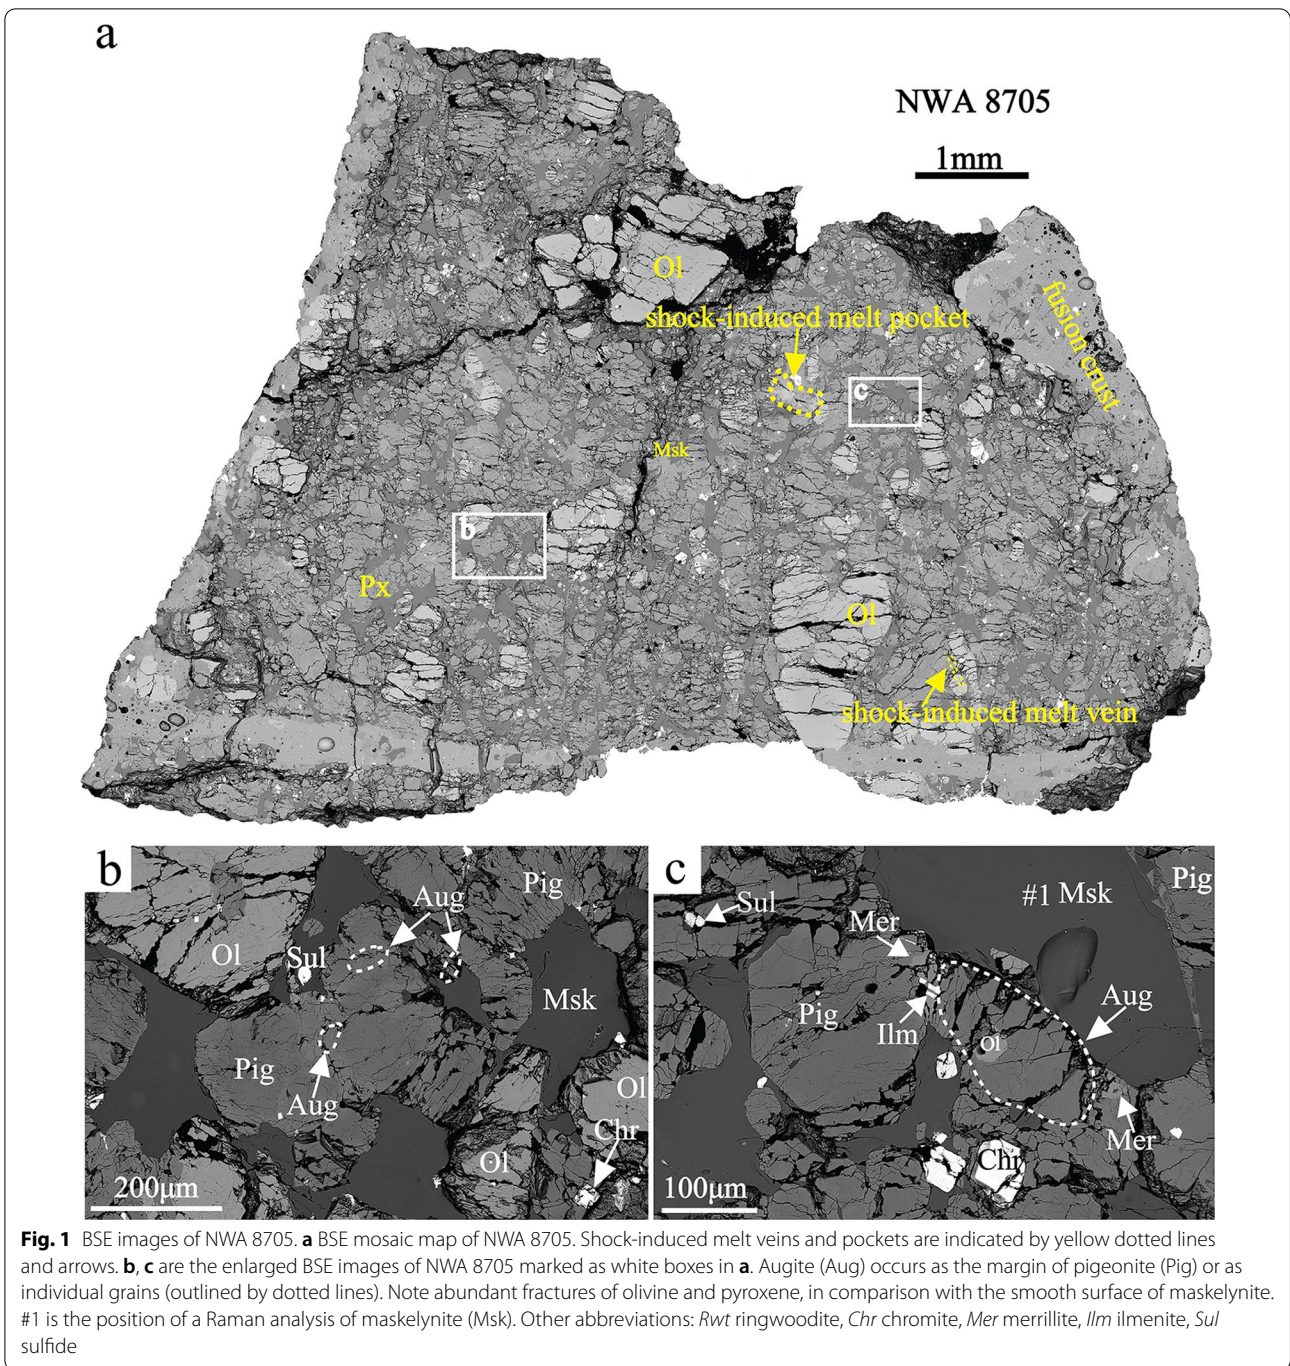 a
NWA 8705
1mm
Ol
shock-induced melt pocket
fusion crust
c
Msk
b
Px
Ol
shock-induced melt vein
b
Aug
Pig
Ol
Sul
Msk
Pig
Aug
Ol
Chr
Ol
200μm
c
#1 Msk
Pig
Sul
Mer
Aug
Pig
Ilm
Ol
Mer
Chr
100μm
Fig. 1 BSE images of NWA 8705. a BSE mosaic map of NWA 8705. Shock-induced melt veins and pockets are indicated by yellow dotted lines
and arrows. b, c are the enlarged BSE images of NWA 8705 marked as white boxes in a. Augite (Aug) occurs as the margin of pigeonite (Pig) or as
individual grains (outlined by dotted lines). Note abundant fractures of olivine and pyroxene, in comparison with the smooth surface of maskelynite.
#1 is the position of a Raman analysis of maskelynite (Msk). Other abbreviations: Rwt ringwoodite, Chr chromite, Mer merrillite, Ilm ilmenite, Sul
sulfide